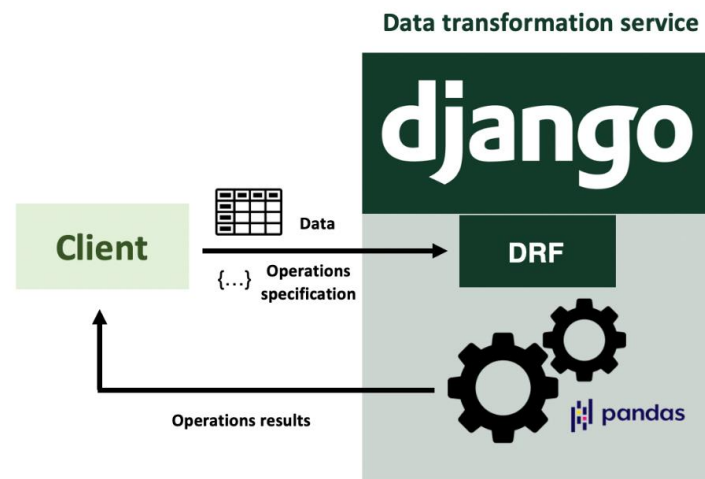 Data transformation service
django
Data
Client
DRF
{...}
Operations
specification
Operations results
pandas